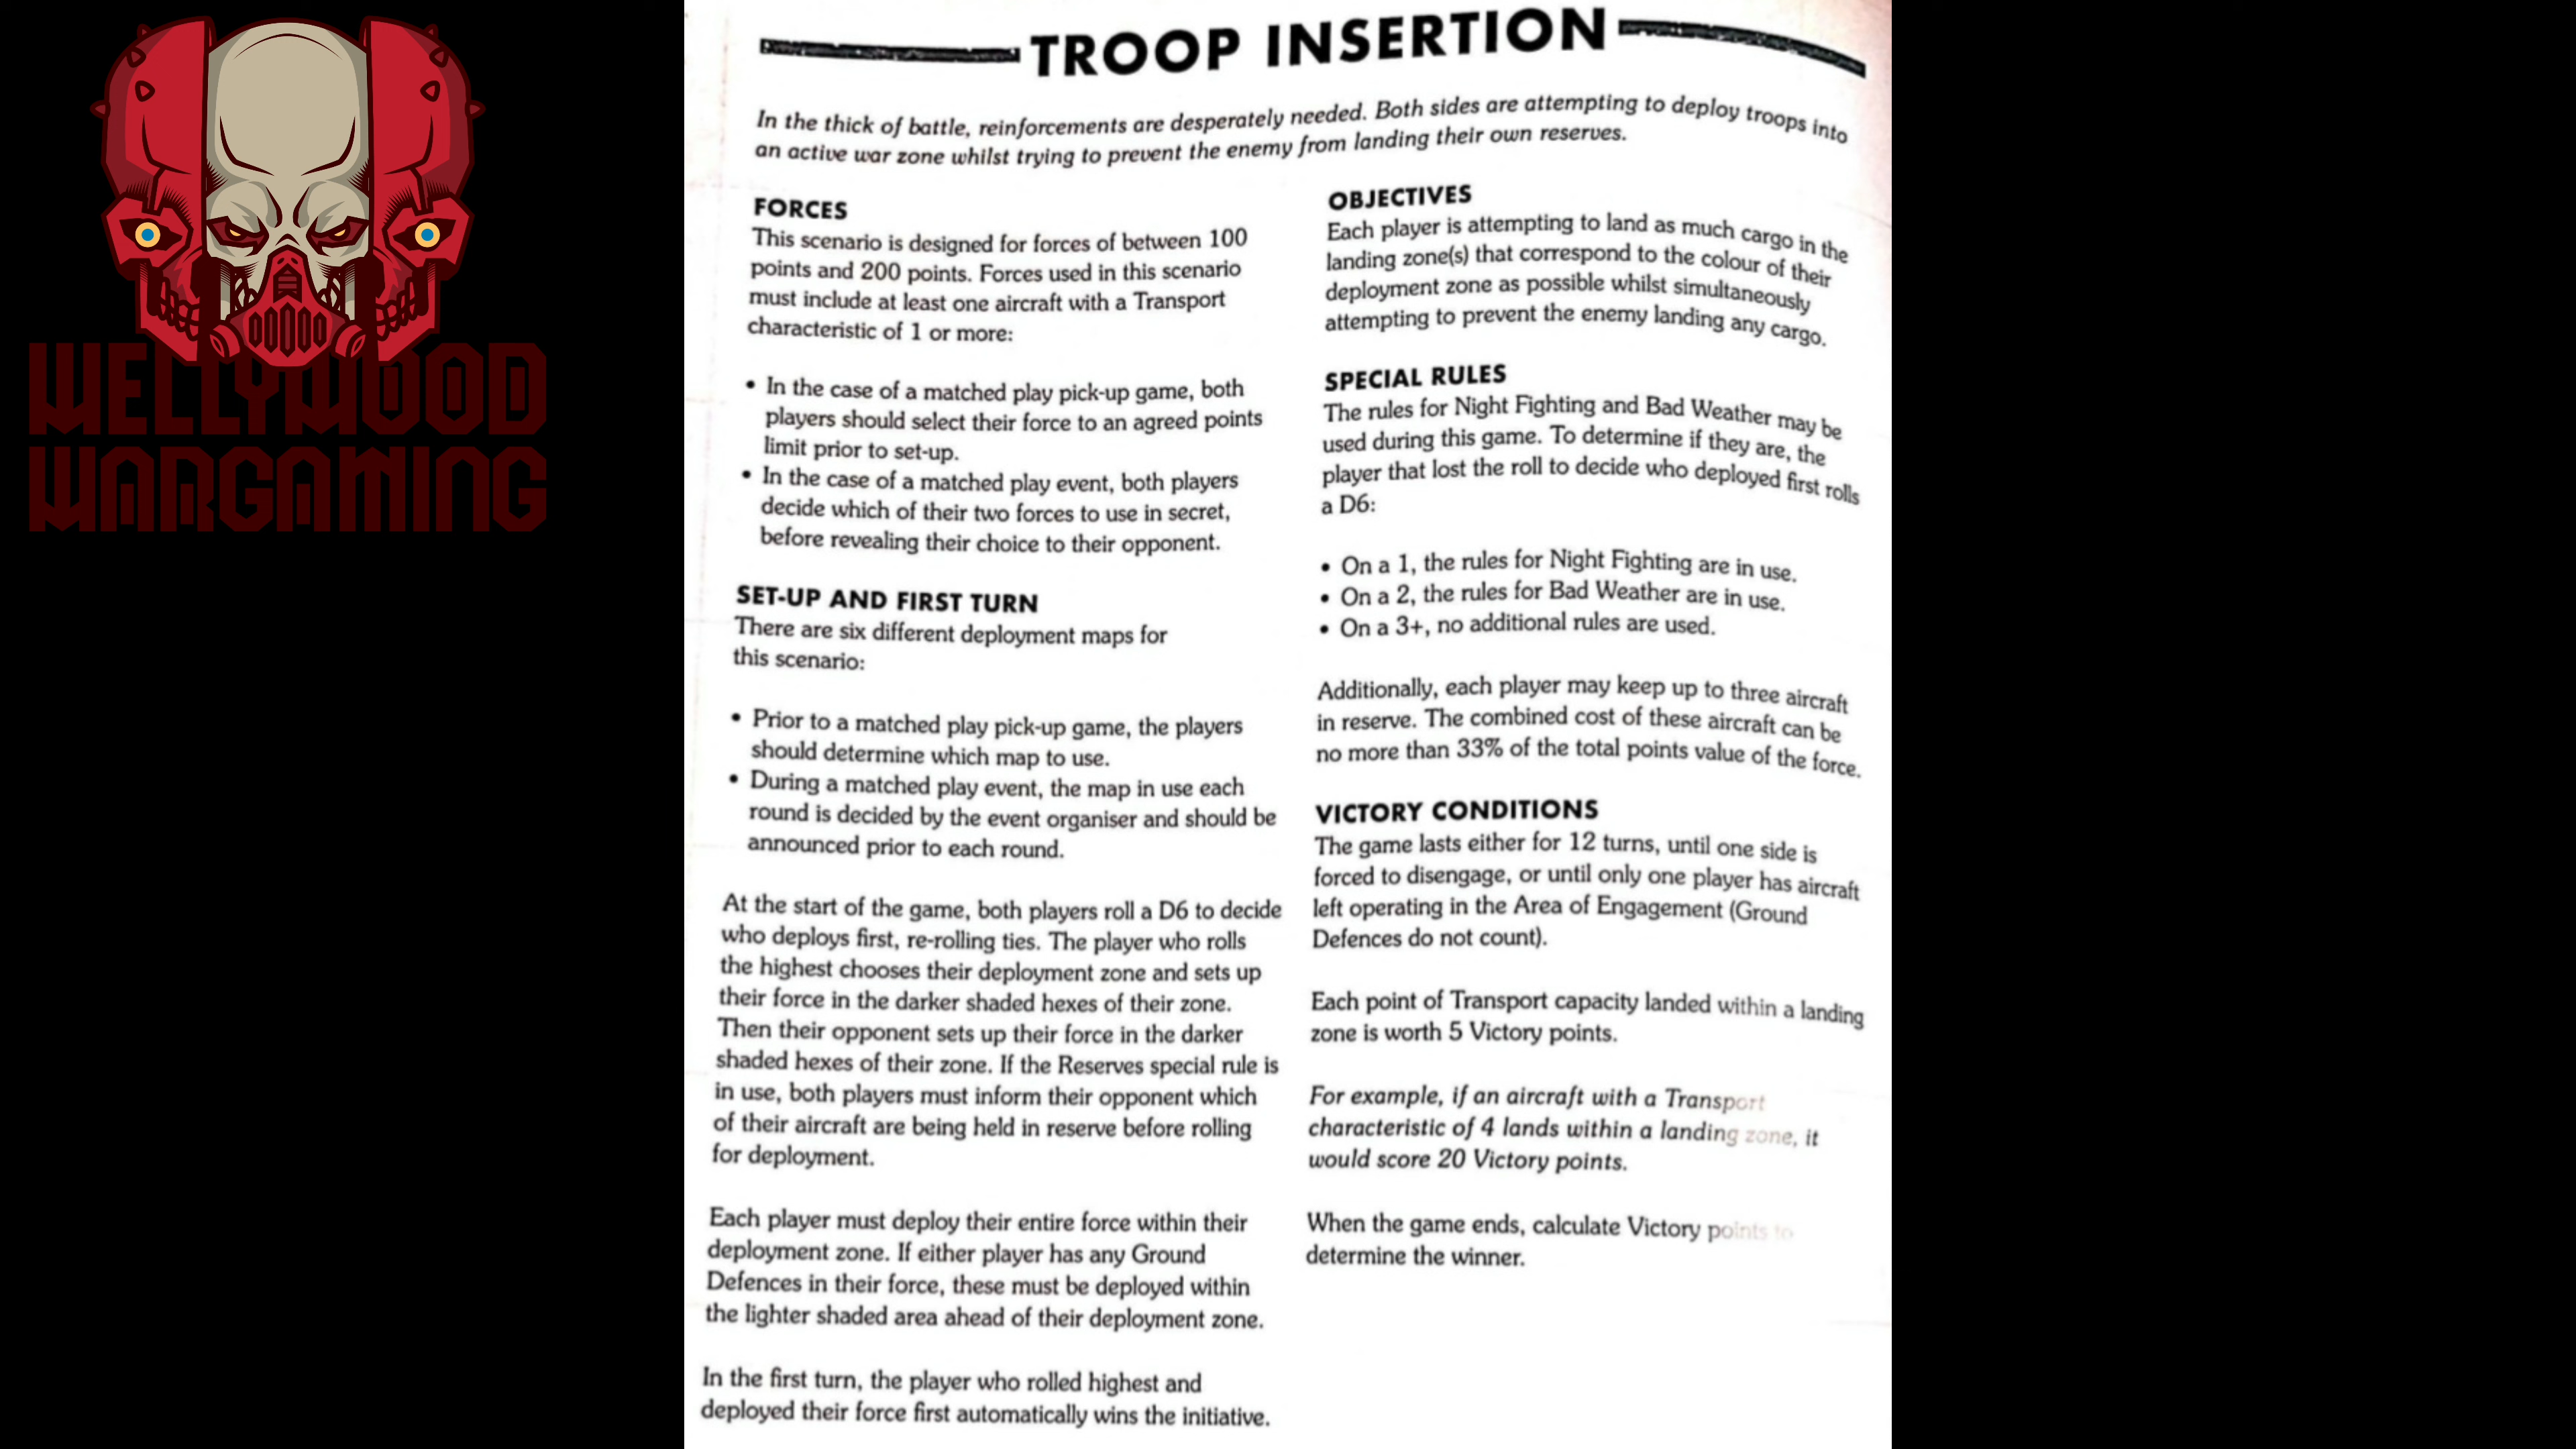 WELLYWOOD
WARGAMING
TROOP INSERTION
In the thick of battle, reinforcements are desperately needed. Both sides are attempting to deploy troops into
an active war zone whilst trying to prevent the enemy from landing their own reserves.
FORCES
This scenario is designed for forces of between 100
points and 200 points. Forces used in this scenario
must include at least one aircraft with a Transport
characteristic of 1 or more:
• In the case of a matched play pick-up game, both
players should select their force to an agreed points
limit prior to set-up.
• In the case of a matched play event, both players
decide which of their two forces to use in secret,
before revealing their choice to their opponent.
SET-UP AND FIRST TURN
There are six different deployment maps for
this scenario:
• Prior to a matched play pick-up game, the players
should determine which map to use.
• During a matched play event, the map in use each
round is decided by the event organiser and should be
announced prior to each round.
At the start of the game, both players roll a D6 to decide
who deploys first, re-rolling ties. The player who rolls
the highest chooses their deployment zone and sets up
their force in the darker shaded hexes of their zone.
Then their opponent sets up their force in the darker
shaded hexes of their zone. If the Reserves special rule is
in use, both players must inform their opponent which
of their aircraft are being held in reserve before rolling
for deployment.
Each player must deploy their entire force within their
deployment zone. If either player has any Ground
Defences in their force, these must be deployed within
the lighter shaded area ahead of their deployment zone.
In the first turn, the player who rolled highest and
deployed their force first automatically wins the initiative.
OBJECTIVES
Each player is attempting to land as much cargo in the
landing zone(s) that correspond to the colour of their
deployment zone as possible whilst simultaneously
attempting to prevent the enemy landing any cargo.
SPECIAL RULES
The rules for Night Fighting and Bad Weather may be
used during this game. To determine if they are, the
player that lost the roll to decide who deployed first rolls
a D6:
• On a 1, the rules for Night Fighting are in use.
• On a 2, the rules for Bad Weather are in use.
• On a 3+, no additional rules are used.
Additionally, each player may keep up to three aircraft
in reserve. The combined cost of these aircraft can be
no more than 33% of the total points value of the force.
VICTORY CONDITIONS
The game lasts either for 12 turns, until one side is
forced to disengage, or until only one player has aircraft
left operating in the Area of Engagement (Ground
Defences do not count).
Each point of Transport capacity landed within a landing
zone is worth 5 Victory points.
For example, if an aircraft with a Transport
characteristic of 4 lands within a landing zone, it
would score 20 Victory points.
When the game ends, calculate Victory points to
determine the winner.